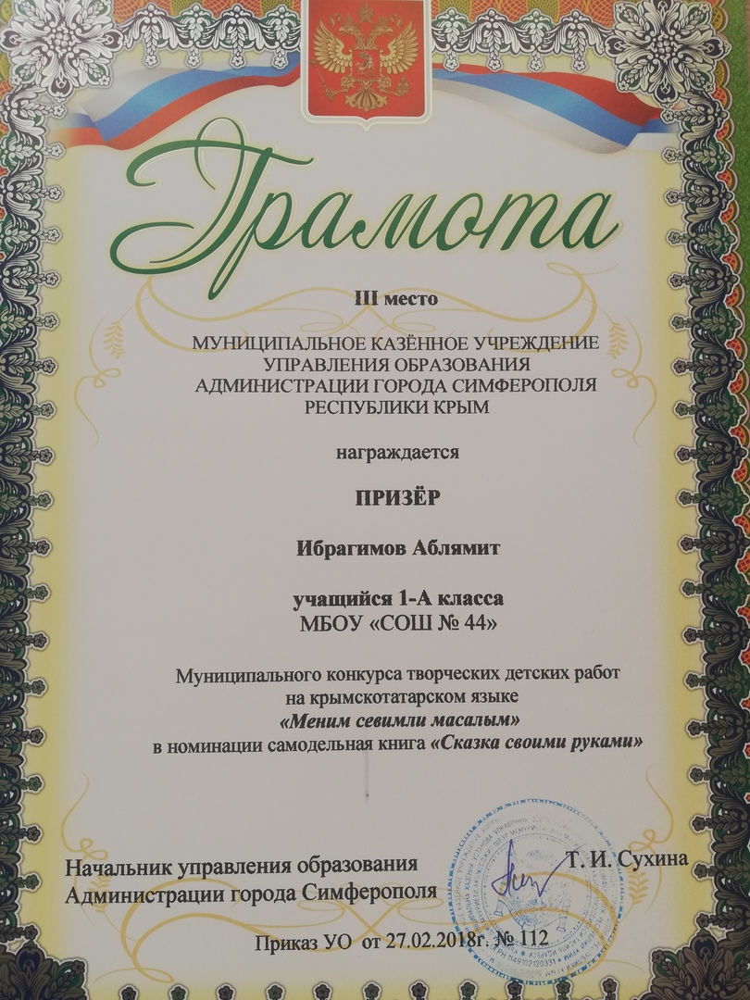 Грамота
III место
МУНИЦИПАЛЬНОЕ КАЗЁННОЕ УЧРЕЖДЕНИЕ
УПРАВЛЕНИЯ ОБРАЗОВАНИЯ
АДМИНИСТРАЦИИ ГОРОДА СИМФЕРОПОЛЯ
РЕСПУБЛИКИ КРЫМ
награждается
ПРИЗЁР
Ибрагимов Аблямит
учащийся 1-А класса
МБОУ «СОШ № 44»
Муниципального конкурса творческих детских работ
на крымскотатарском языке
«Меним севимли масалым»
в номинации самодельная книга «Сказка своими руками»
Начальник управления образования
Администрации города Симферополя
Т. И. Сухина
Приказ УО от 27.02.2018г. № 112